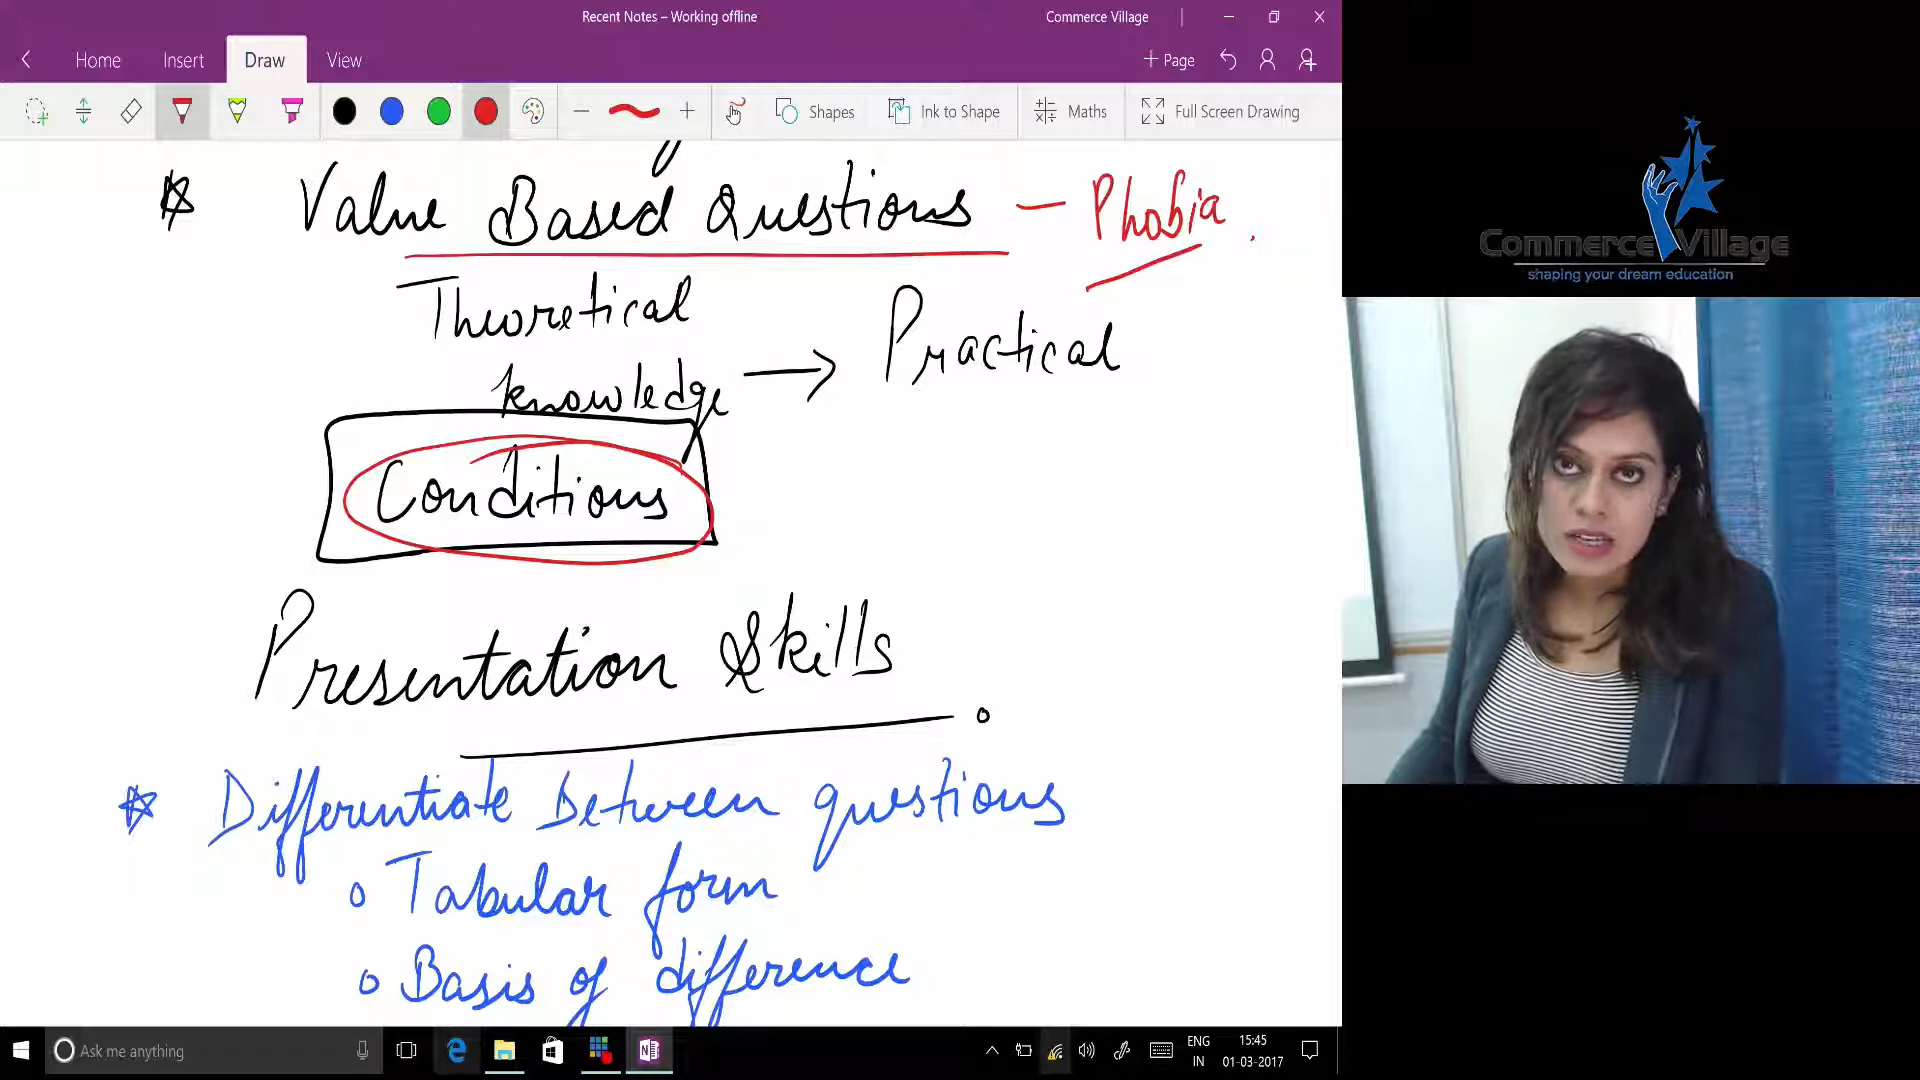 Recent Notes – Working offline
Commerce Village
Home Insert Draw View
Page
Shapes Ink to Shape Maths Full Screen Drawing
Value Based Questions – Phobia.
Theoretical
knowledge → Practical
Conditions
Presentation Skills
Differentiate Between questions
Tabular form
Basis of difference
Commerce Village
shaping your dream education
Ask me anything
ENG
IN
15:45
01-03-2017